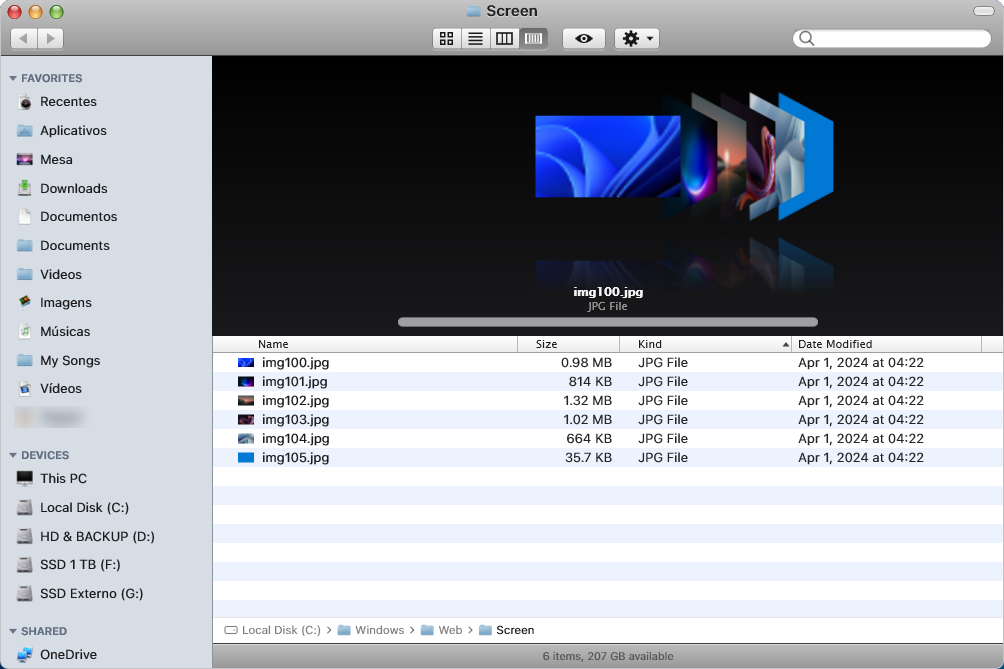 Screen
FAVORITES
Recentes
Aplicativos
Mesa
Downloads
Documentos
Documents
Videos
Imagens
Músicas
My Songs
Vídeos
DEVICES
This PC
Local Disk (C:)
HD & BACKUP (D:)
SSD 1 TB (F:)
SSD Externo (G:)
SHARED
OneDrive
img100.jpg
JPG File
Name Size Kind Date Modified
img100.jpg 0.98 MB JPG File Apr 1, 2024 at 04:22
img101.jpg 814 KB JPG File Apr 1, 2024 at 04:22
img102.jpg 1.32 MB JPG File Apr 1, 2024 at 04:22
img103.jpg 1.02 MB JPG File Apr 1, 2024 at 04:22
img104.jpg 664 KB JPG File Apr 1, 2024 at 04:22
img105.jpg 35.7 KB JPG File Apr 1, 2024 at 04:22
Local Disk (C:) > Windows > Web > Screen
6 items, 207 GB available